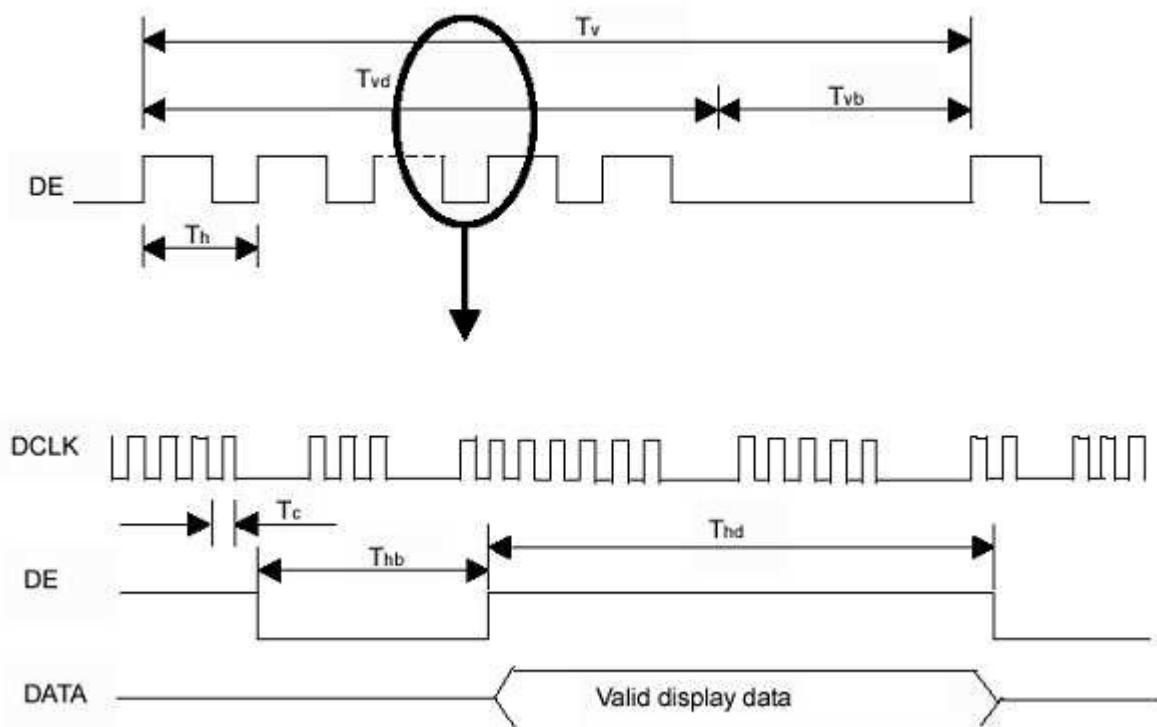 Tv
Tvd
Tvb
DE
Th
DCLK
Tc
Thd
Thb
DE
DATA
Valid display data